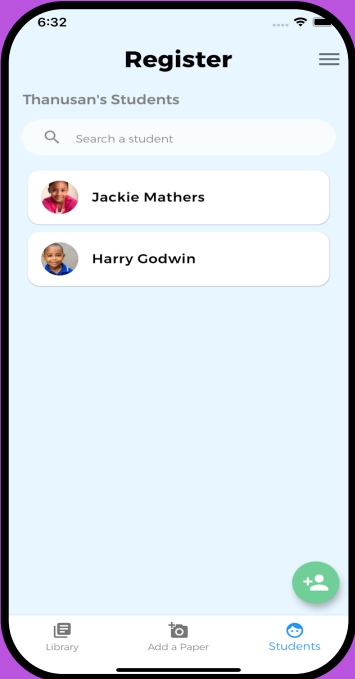 6:32
Register
Thanusan's Students
Search a student
Jackie Mathers
Harry Godwin
Library
Add a Paper
Students